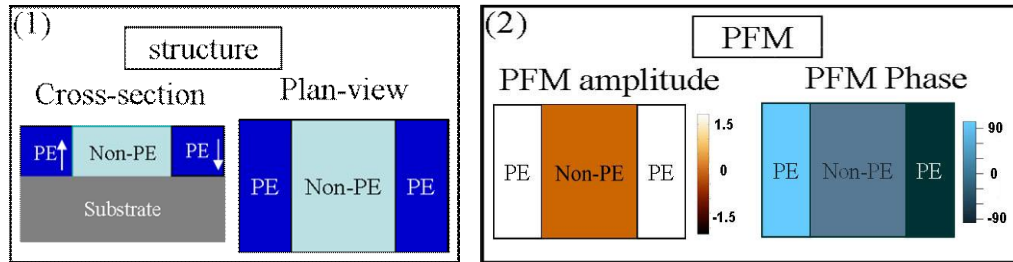 (1)
structure
Cross-section
Plan-view
PE
Non-PE
PE
Substrate
PE
Non-PE
PE
(2)
PFM
PFM amplitude
PFM Phase
PE
Non-PE
PE
1.5
0
-1.5
PE
Non-PE
PE
90
0
-90